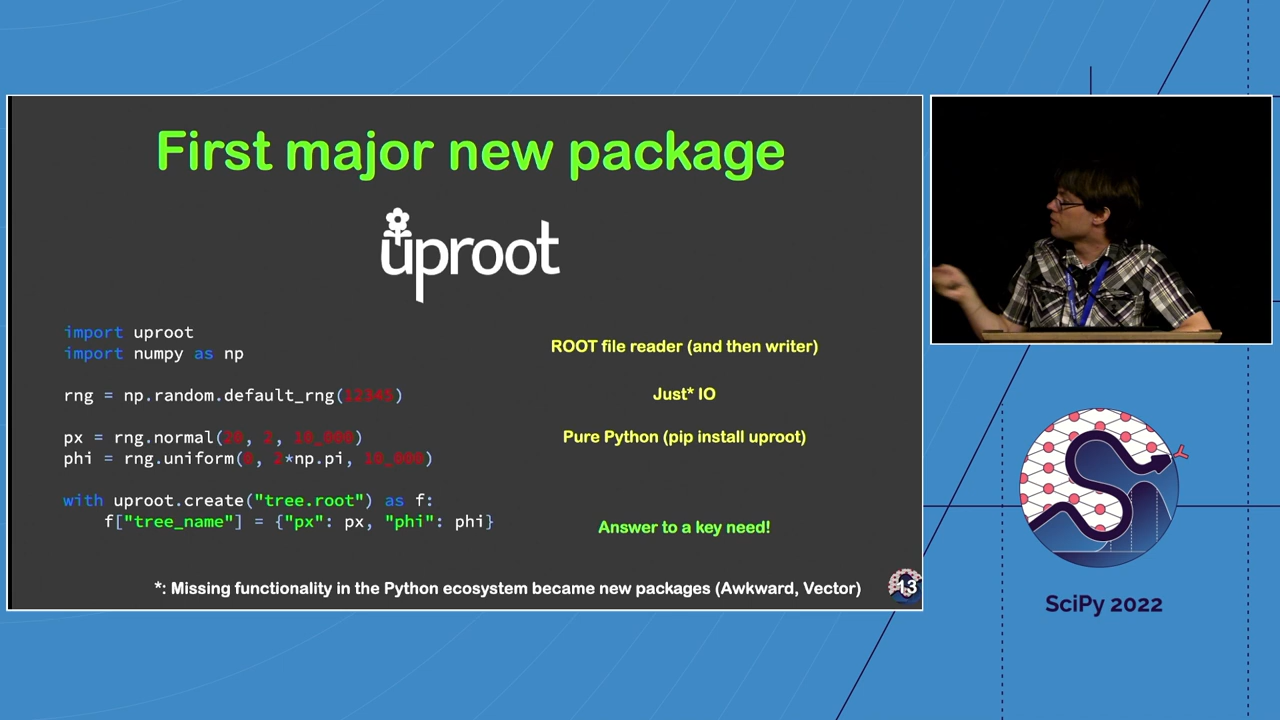 First major new package
uproot
import uproot
import numpy as np
rng = np.random.default_rng(12345)
px = rng.normal(20, 2, 10_000)
phi = rng.uniform(0, 2*np.pi, 10_000)
with uproot.create("tree.root") as f:
f["tree_name"] = {"px": px, "phi": phi}
ROOT file reader (and then writer)
Just* IO
Pure Python (pip install uproot)
Answer to a key need!
*: Missing functionality in the Python ecosystem became new packages (Awkward, Vector)
13
SciPy 2022